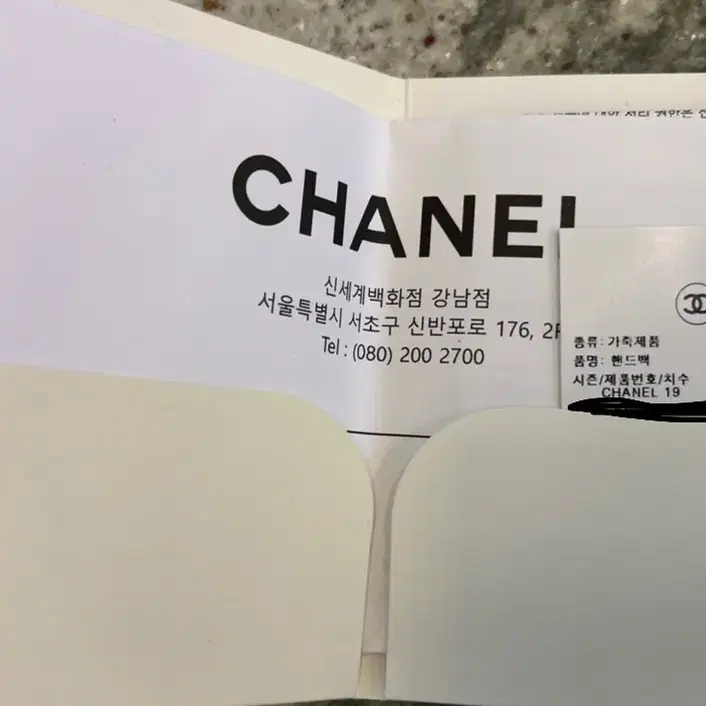 CHANEL
신세계백화점 강남점
서울특별시 서초구 신반포로 176, 2F
Tel : (080) 200 2700
종류: 가죽제품
품명: 핸드백
시즌/제품번호/치수
CHANEL 19